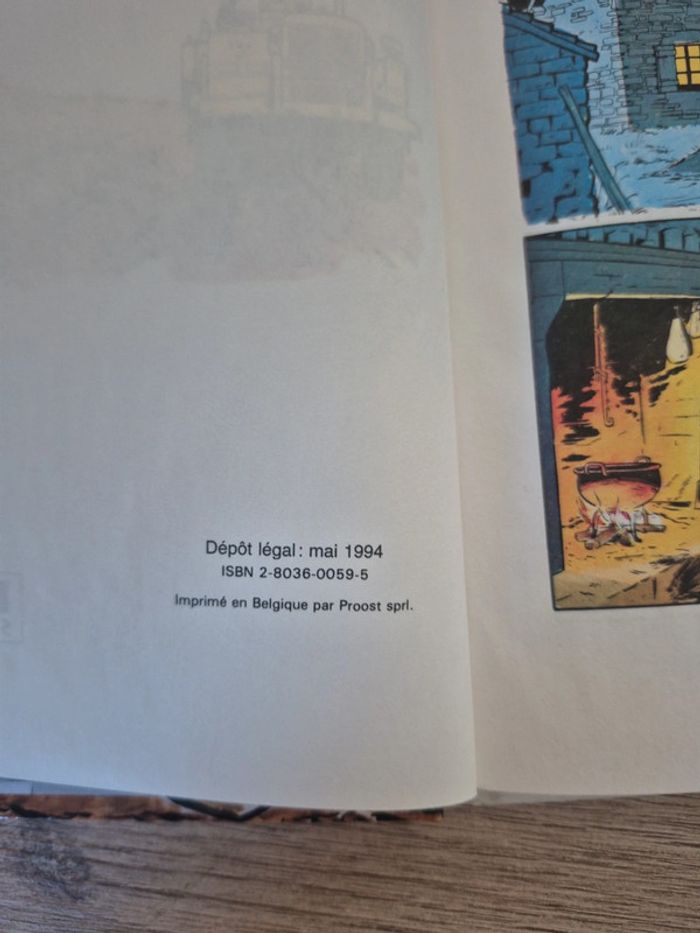 Dépôt légal : mai 1994
ISBN 2-8036-0059-5
Imprimé en Belgique par Proost sprl.